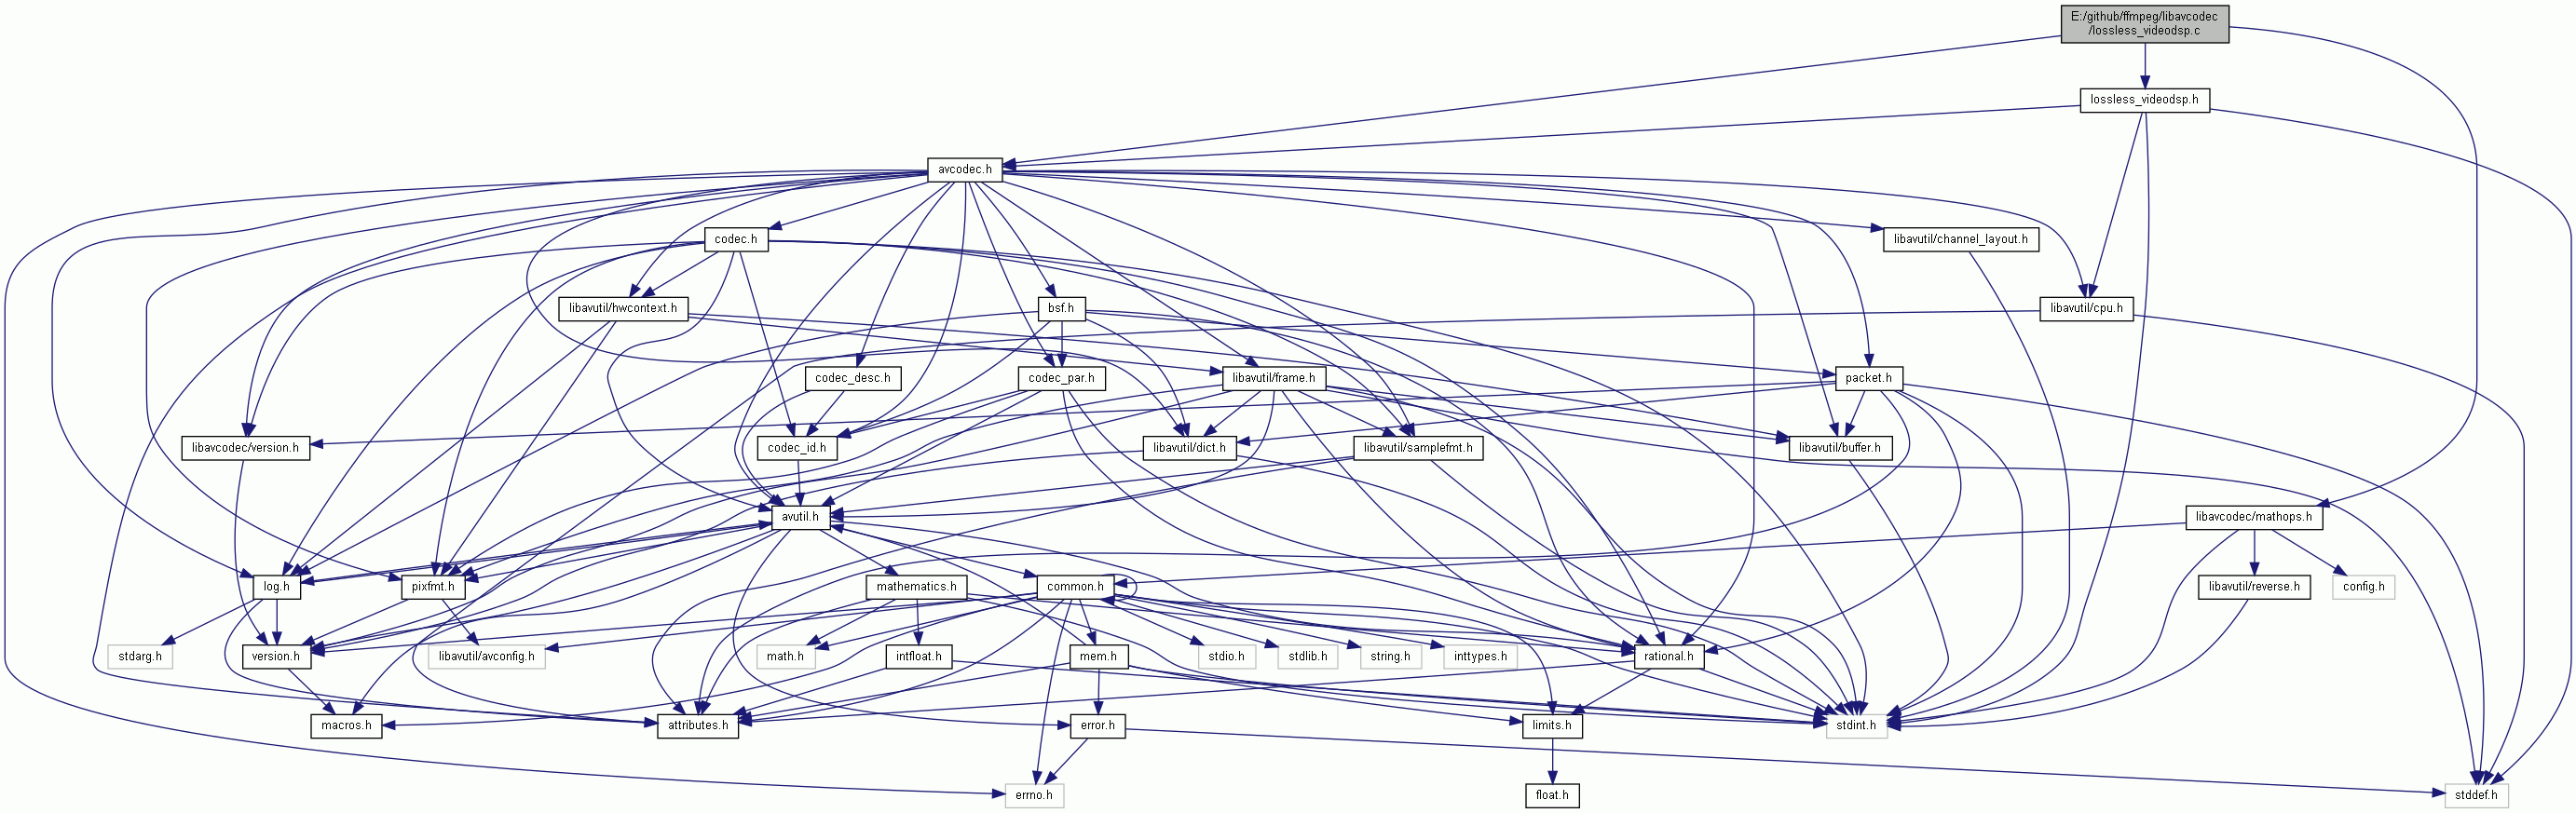 E:/github/ffmpeg/libavcodec
/lossless_videodsp.c
lossless_videodsp.h
avcodec.h
codec.h
libavutil/channel_layout.h
libavutil/hwcontext.h
bsf.h
libavutil/cpu.h
codec_desc.h
codec_par.h
libavutil/frame.h
packet.h
libavcodec/version.h
codec_id.h
libavutil/dict.h
libavutil/samplefmt.h
libavutil/buffer.h
avutil.h
libavcodec/mathops.h
log.h
pixfmt.h
mathematics.h
common.h
libavutil/reverse.h
config.h
stdarg.h
version.h
libavutil/avconfig.h
math.h
intfloat.h
mem.h
stdio.h
stdlib.h
string.h
inttypes.h
rational.h
macros.h
attributes.h
error.h
limits.h
stdint.h
errno.h
float.h
stddef.h